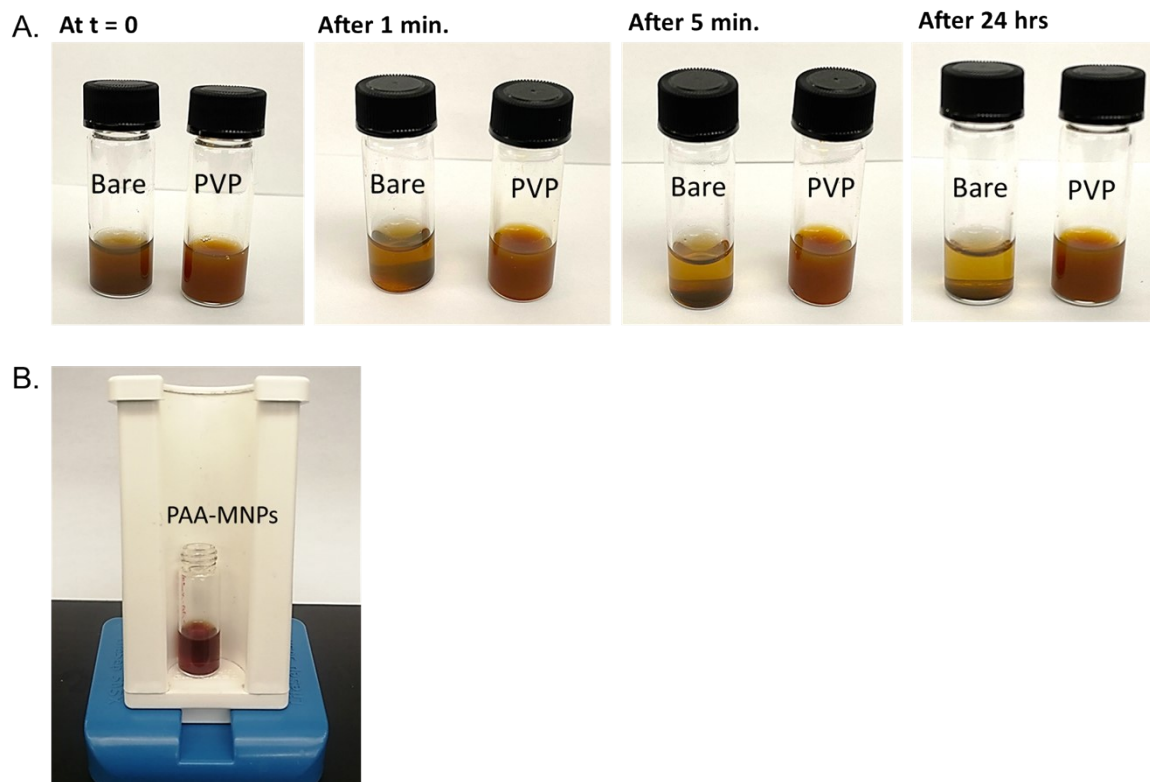 A. At t = 0 After 1 min. After 5 min. After 24 hrs
Bare PVP Bare PVP Bare PVP Bare PVP
B.
PAA-MNPs